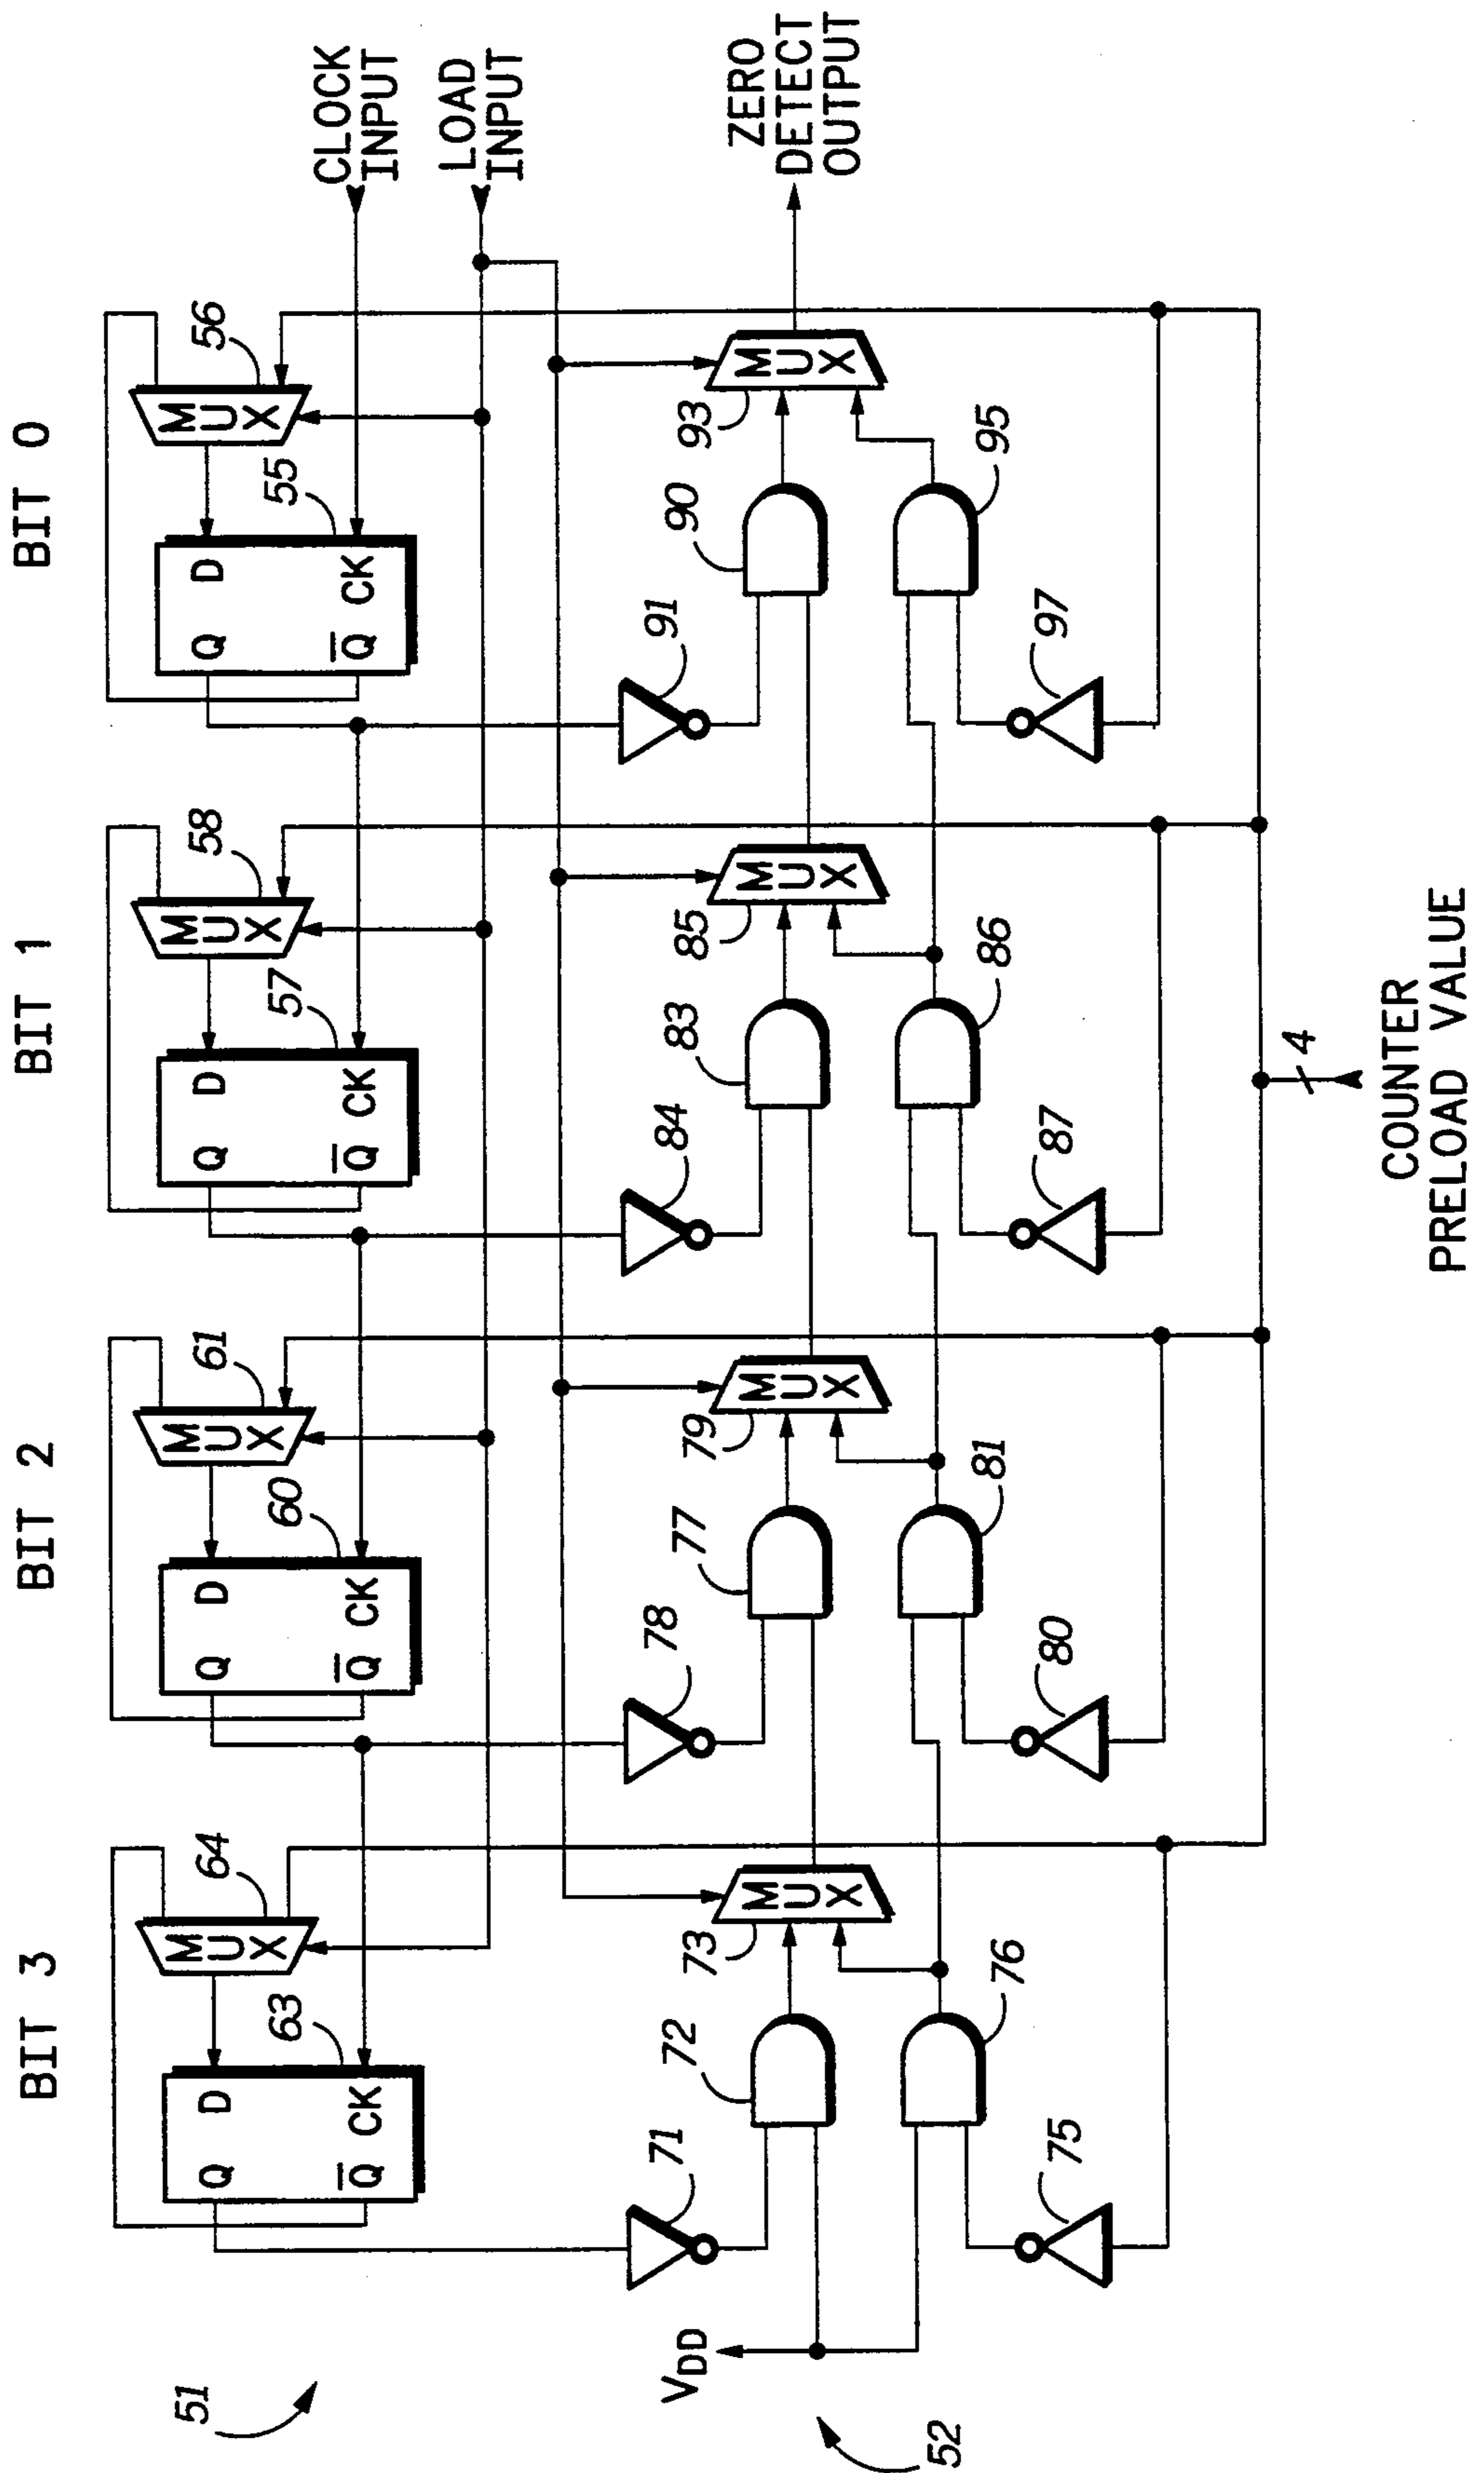 BIT 3
BIT 2
BIT 1
BIT 0
51
64
MUX
61
MUX
58
MUX
56
MUX
CLOCK
INPUT
63
Q
D
Q̅
CK
60
Q
D
Q̅
CK
57
Q
D
Q̅
CK
55
Q
D
Q̅
CK
LOAD
INPUT
VDD
71
72
73
MUX
78
77
79
MUX
84
83
85
MUX
91
90
93
MUX
ZERO
DETECT
OUTPUT
52
75
76
80
81
87
86
97
95
4
COUNTER
PRELOAD VALUE